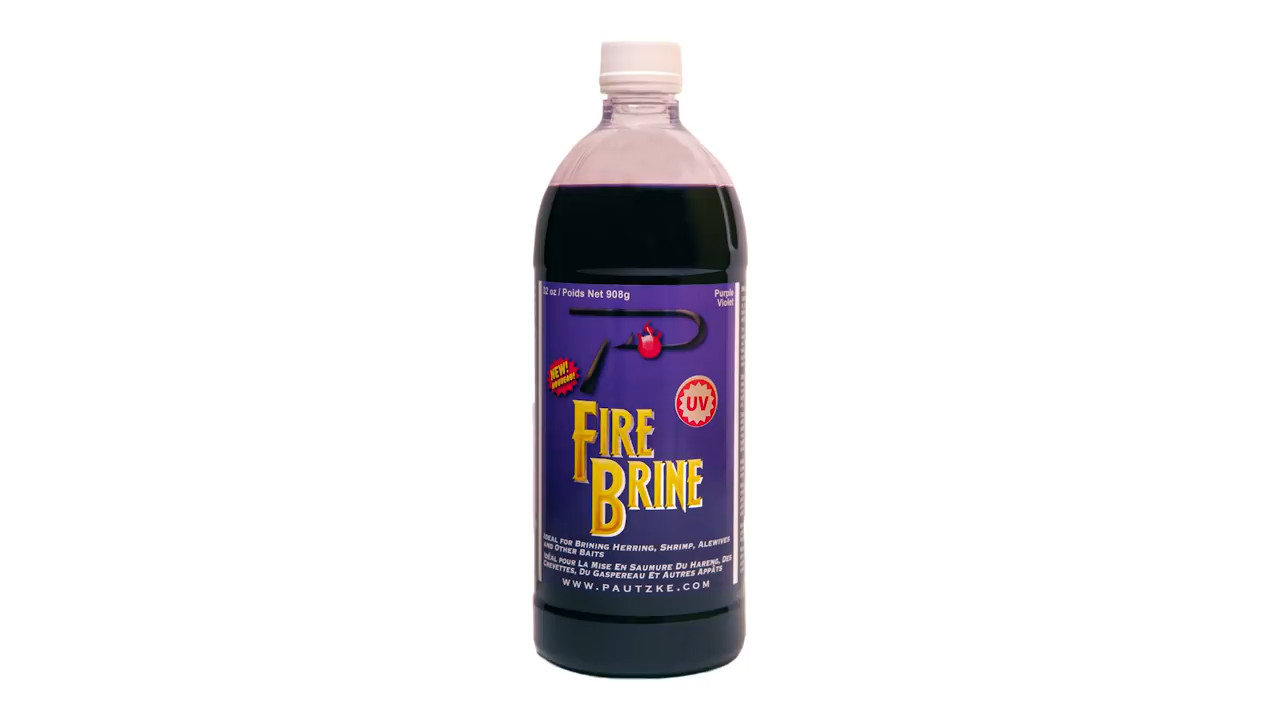 32 oz / Poids Net 908g
Purple
Violet
NEW!
NOUVEAU!
UV
FIRE
BRINE
IDEAL FOR BRINING HERRING, SHRIMP, ALEWIVES
AND OTHER BAITS
IDÉAL POUR LA MISE EN SAUMURE DU HARENG, DES
CREVETTES, DU GASPEREAU ET AUTRES APPÂTS
WWW.PAUTZKE.COM